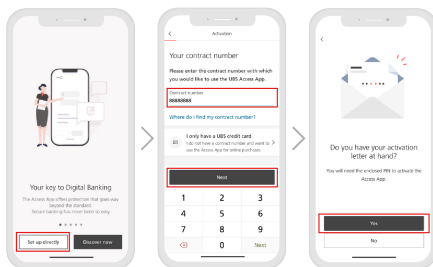 Your key to Digital Banking
The Access App offers protection that goes way
beyond the standard.
Secure banking has never been so easy.
Set up directly
Discover now
Activation
Your contract number
Please enter the contract number with which
you would like to use the UBS Access App.
Contract number
88888888
Where do I find my contract number?
I only have a UBS credit card
I do not have a contract number and want to
use the Access App for online purchases.
Next
1 2 3
4 5 6
7 8 9
0 Next
Do you have your activation
letter at hand?
You will need the enclosed PIN to activate the
Access App.
Yes
No